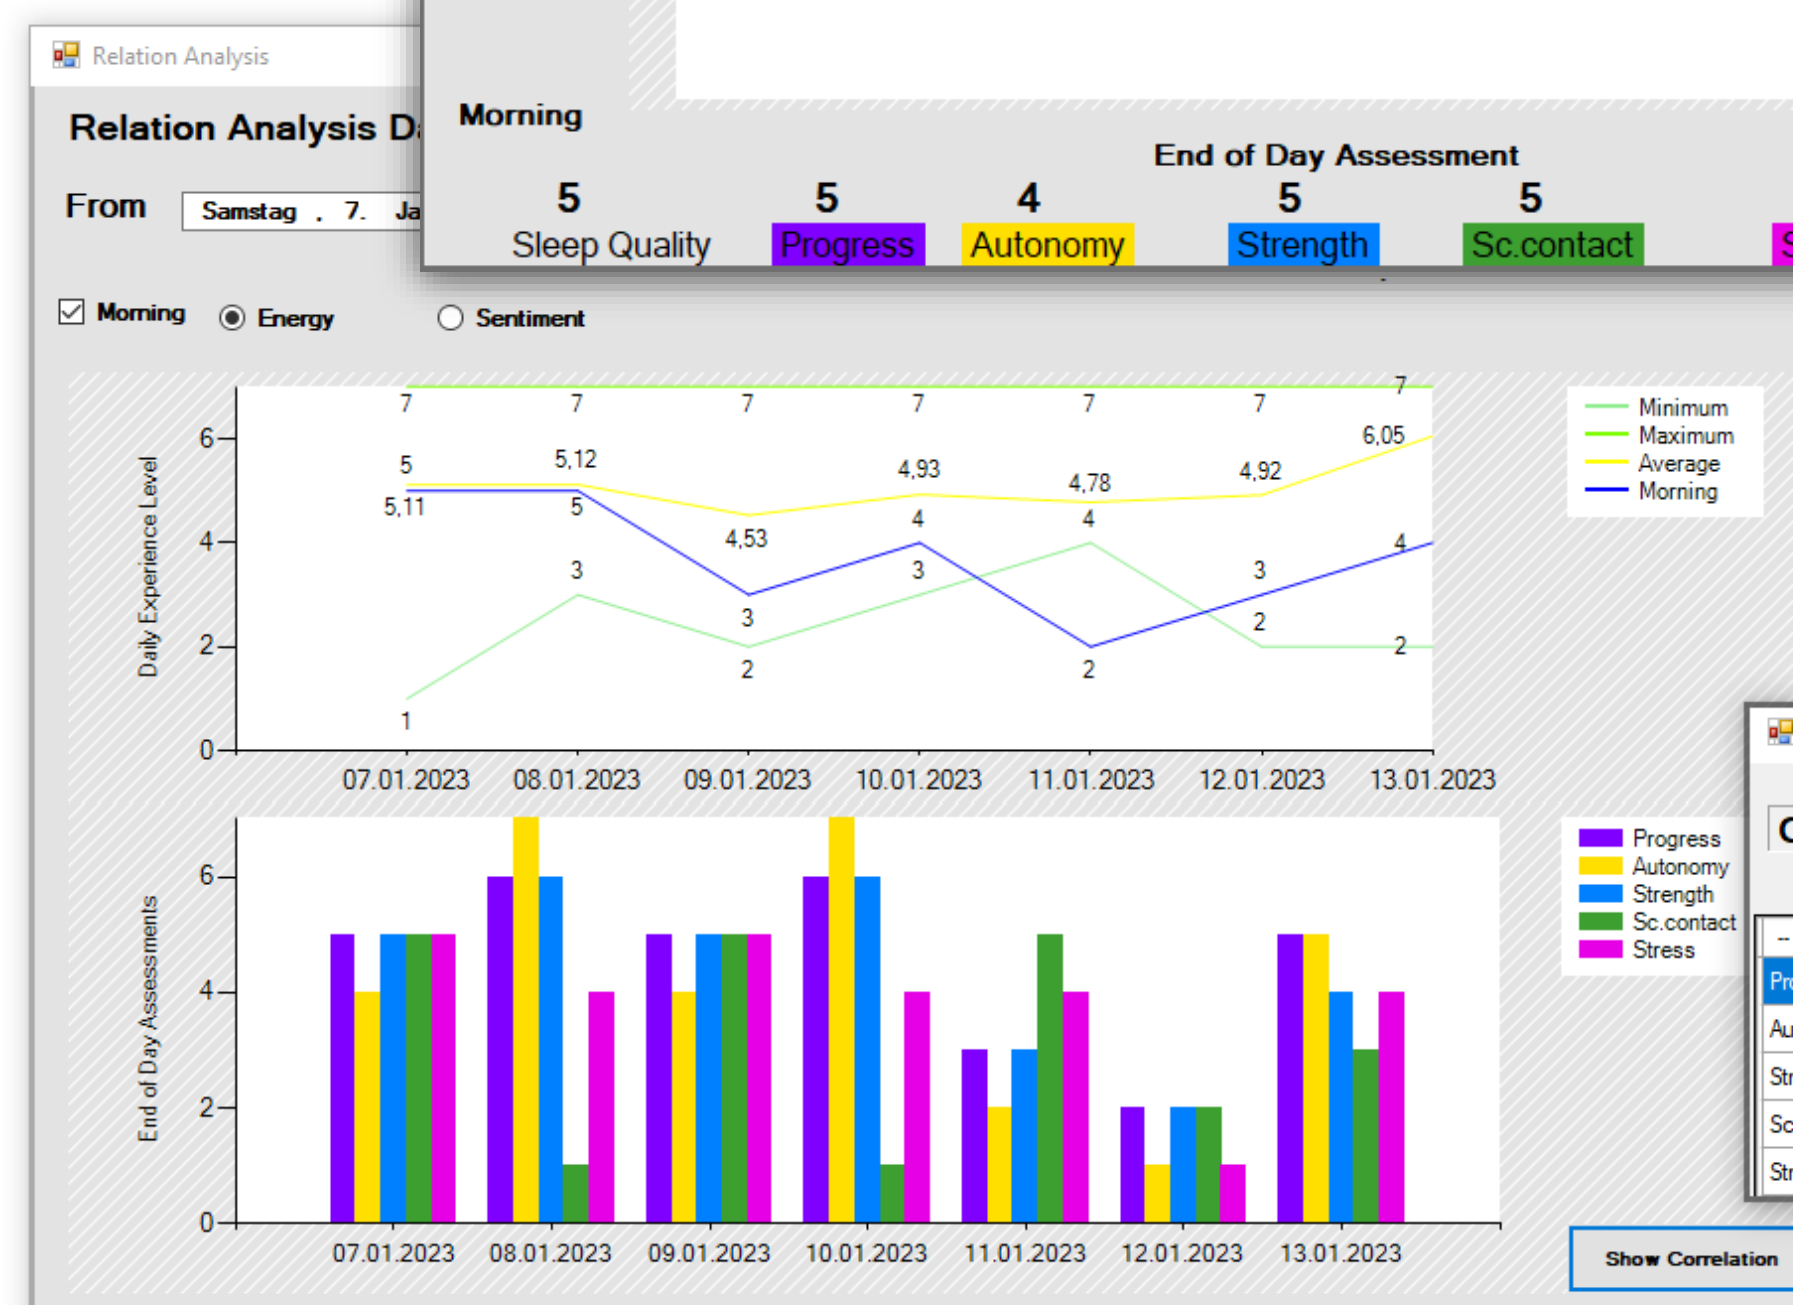 Relation Analysis
Relation Analysis
From
Samstag , 7.
Morning
End of Day Assessment
5 5 4 5 5
Sleep Quality Progress Autonomy Strength Sc.contact
Morning Energy Sentiment
Daily Experience Level
6
4
2
0
7 7 7 7 7 7 7
5 5,12 4,93 4,78 4,92 6,05
5,11 5 4,53 4 4 3 4
1 3 3 3 2 2 2
2
07.01.2023 08.01.2023 09.01.2023 10.01.2023 11.01.2023 12.01.2023 13.01.2023
Minimum
Maximum
Average
Morning
End of Day Assessments
6
4
2
0
07.01.2023 08.01.2023 09.01.2023 10.01.2023 11.01.2023 12.01.2023 13.01.2023
Progress
Autonomy
Strength
Sc.contact
Stress
--
Show Correlation